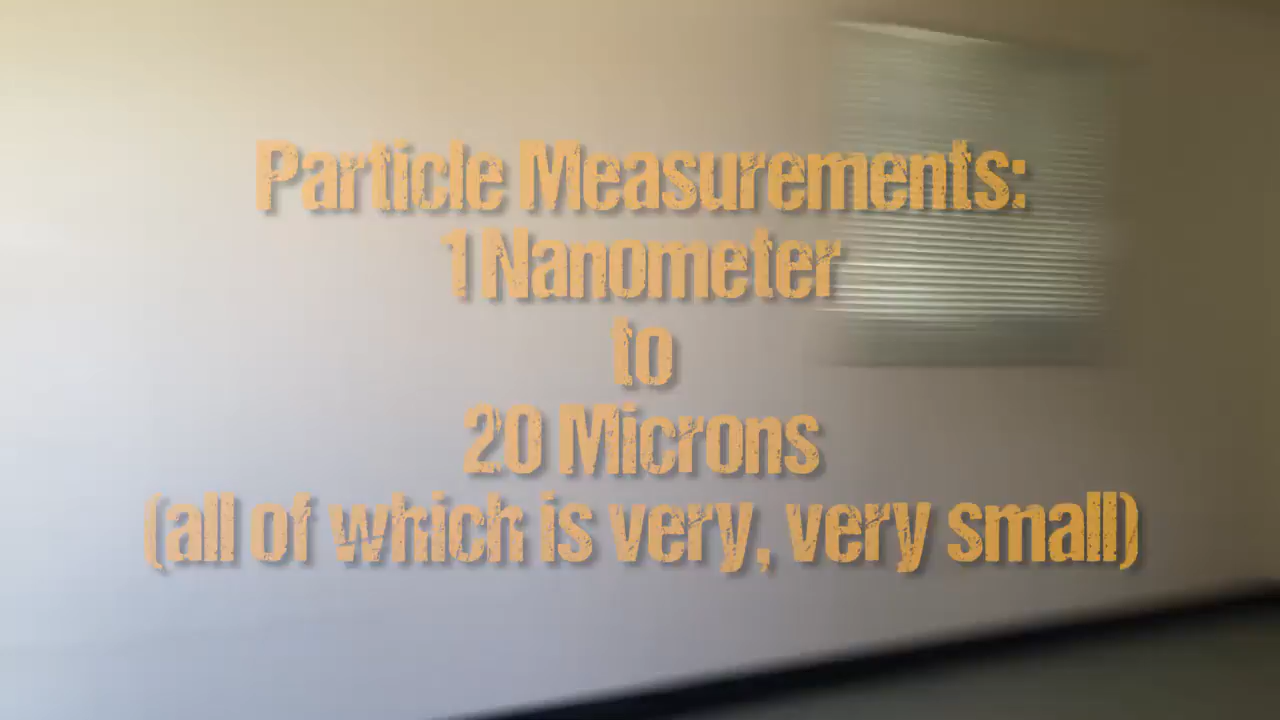 Particle Measurements:
1 Nanometer
to
20 Microns
(all of which is very, very small)